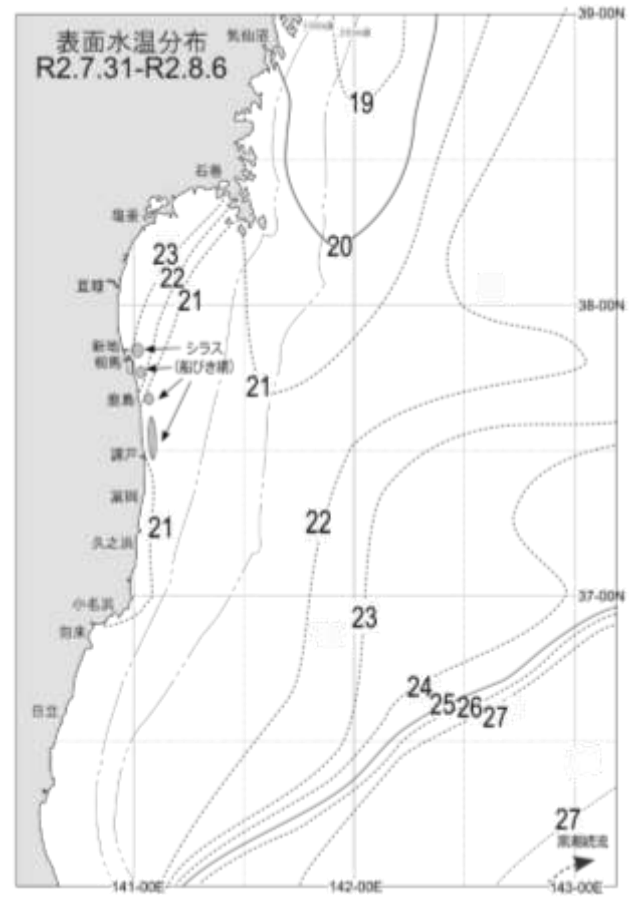 39-00N
気仙沼
表面水温分布
R2.7.31-R2.8.6
19
石巻
塩釜
20
23
22
亘理
21
38-00N
新地
シラス
相馬
(船びき網)
鹿島
21
請戸
富岡
21
22
久之浜
37-00N
小名浜
23
勿来
24
25
26
27
日立
27
黒潮続流
141-00E
142-00E
143-00E